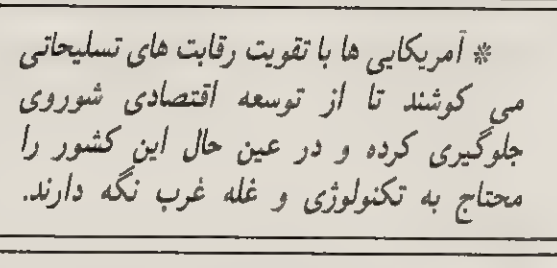 * آمریکایی ها با تقویت رقابت های تسلیحاتی
می کوشند تا از توسعه اقتصادی شوروی
جلوگیری کرده و در عین حال این کشور را
محتاج به تکنولوژی و غله غرب نگه دارند.